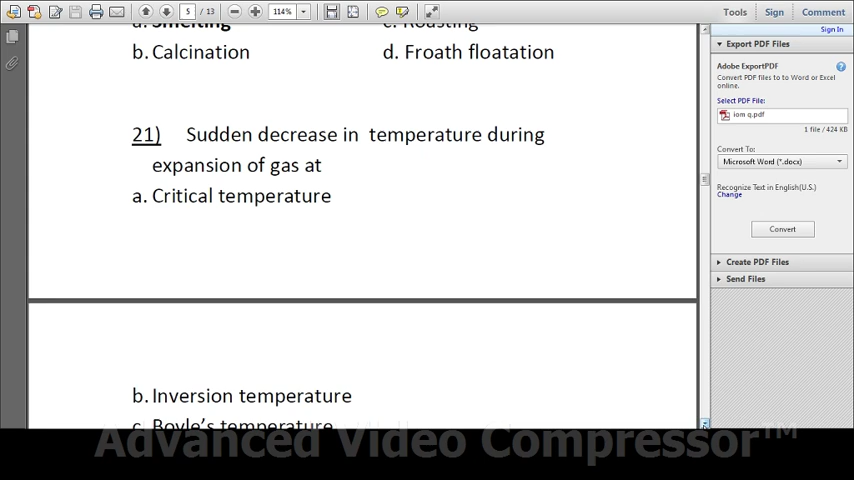 5 / 13
114%
Tools
Sign
Comment
a. Smelting
c. Roasting
b. Calcination
d. Froath floatation
21) Sudden decrease in temperature during
expansion of gas at
a. Critical temperature
b. Inversion temperature
c. Boyle's temperature
Sign In
Export PDF Files
Adobe ExportPDF
Convert PDF files to to Word or Excel
online.
Select PDF File:
iom q.pdf
1 file / 424 KB
Convert To:
Microsoft Word (*.docx)
Recognize Text in English(U.S.)
Change
Convert
Create PDF Files
Send Files
Advanced Video Compressor™